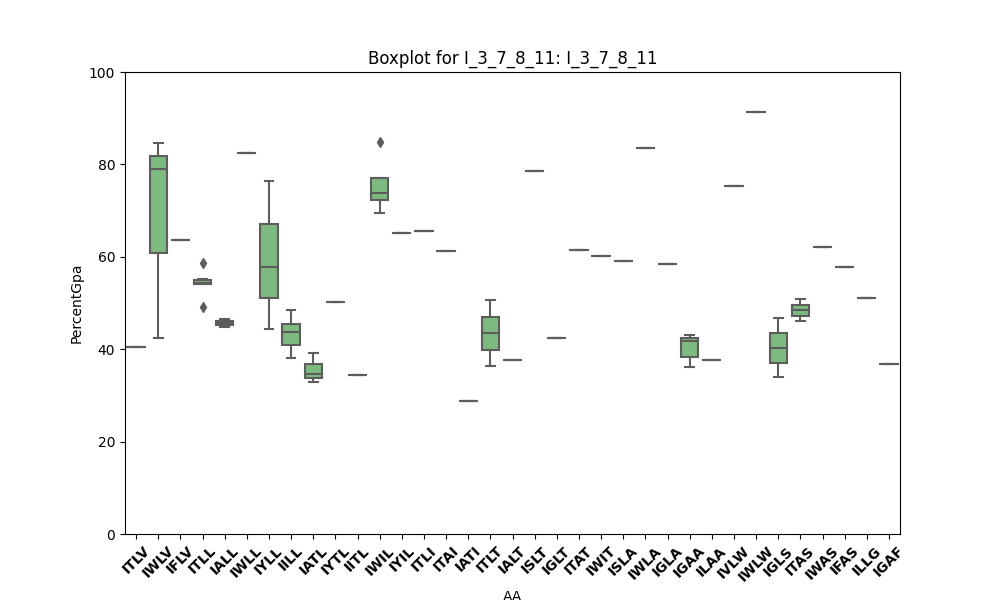 Boxplot for I_3_7_8_11: I_3_7_8_11
100
80
60
40
20
0
PercentGpa
ITLV IWLV IFLV ITLL IALL IWLL IYLL IILL IATL IYTL IITL IWIL IYIL ITLI ITAI IATI ITLT IALT ISLT IGLT ITAT IWIT ISLA IWLA IGLA IGAA ILAA IVLW IWLW IGLS ITAS IWAS IFAS ILLG IGAF
AA